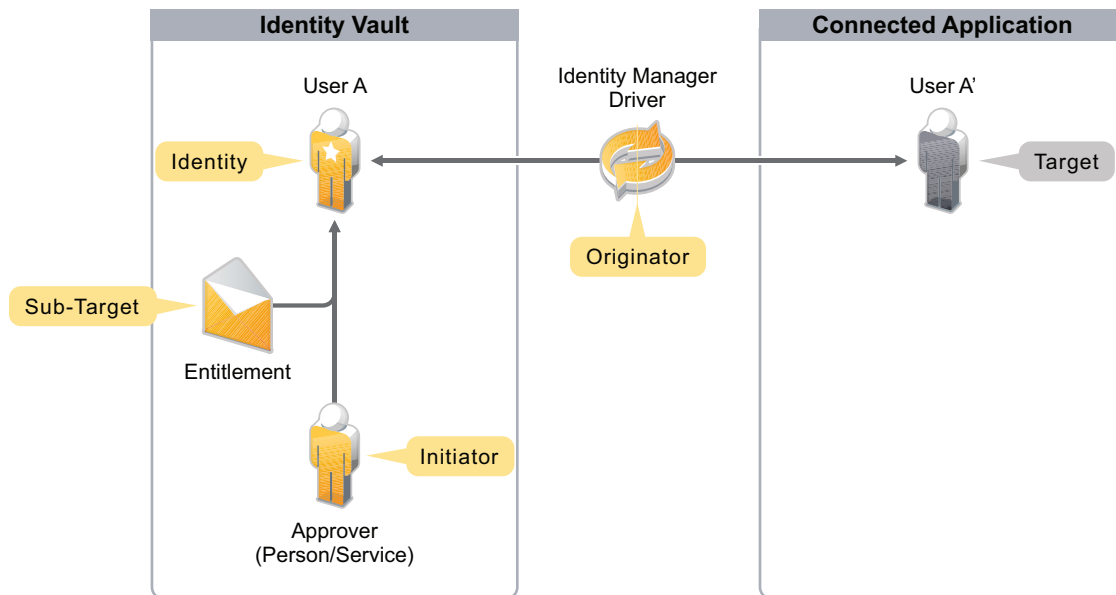 Identity Vault
Connected Application
User A
Identity Manager
Driver
User A’
Identity
Target
Originator
Sub-Target
Entitlement
Initiator
Approver
(Person/Service)